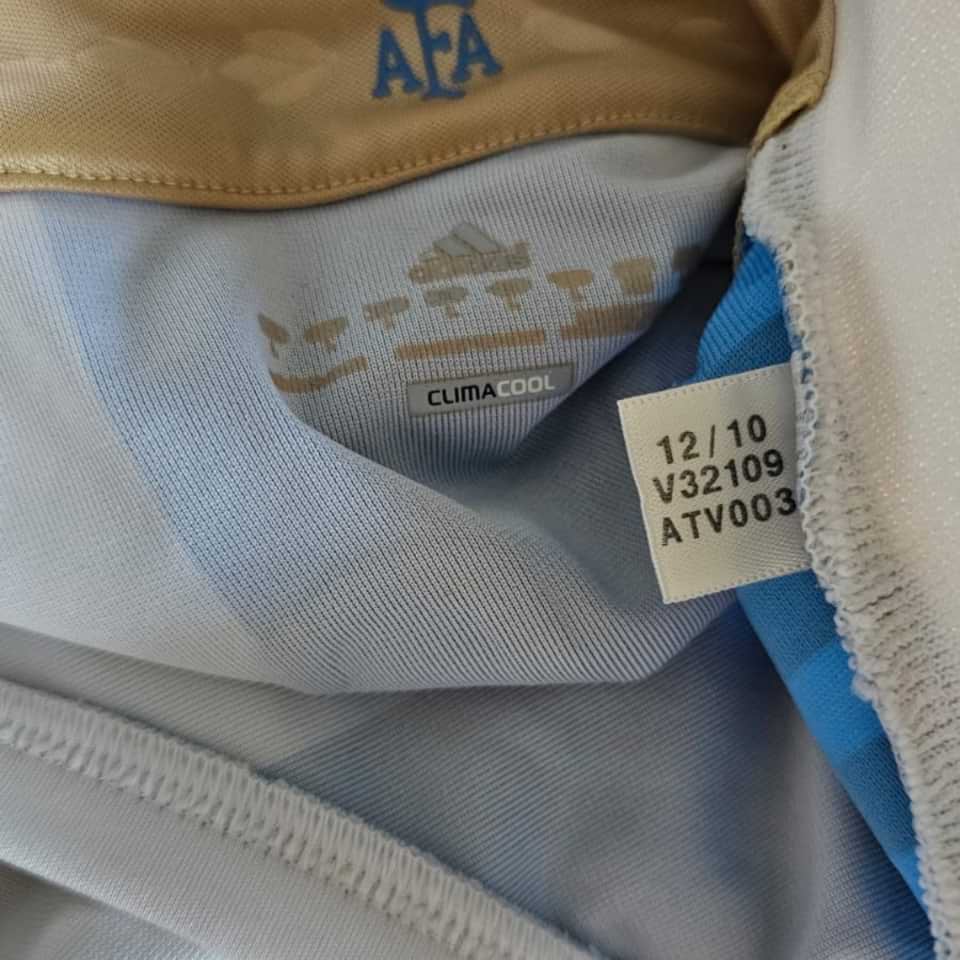 AFA
adidas
CLIMACOOL
12/10
V32109
ATV003